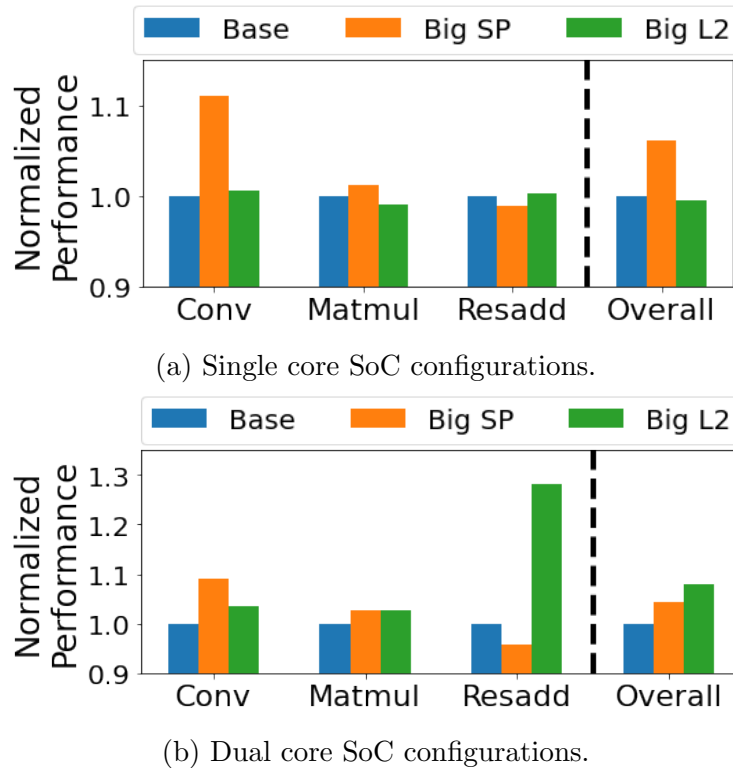 Base Big SP Big L2
Normalized
Performance
1.1
1.0
0.9
Conv Matmul Resadd Overall
(a) Single core SoC configurations.
Base Big SP Big L2
Normalized
Performance
1.3
1.2
1.1
1.0
0.9
Conv Matmul Resadd Overall
(b) Dual core SoC configurations.